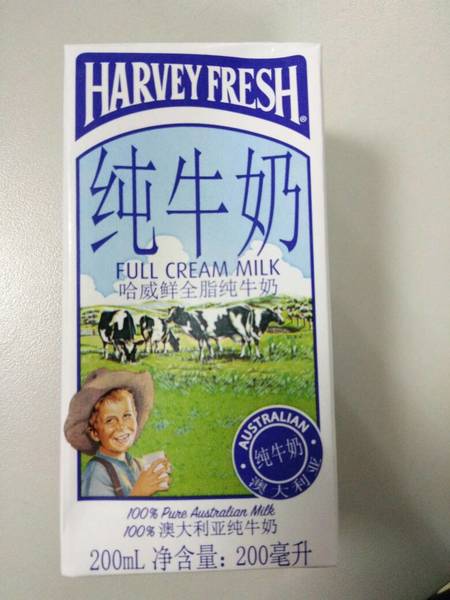 HARVEY FRESH®
纯牛奶
FULL CREAM MILK
哈威鲜全脂纯牛奶
AUSTRALIAN
纯牛奶
澳大利亚
100% Pure Australian Milk
100% 澳大利亚纯牛奶
200mL 净含量：200毫升